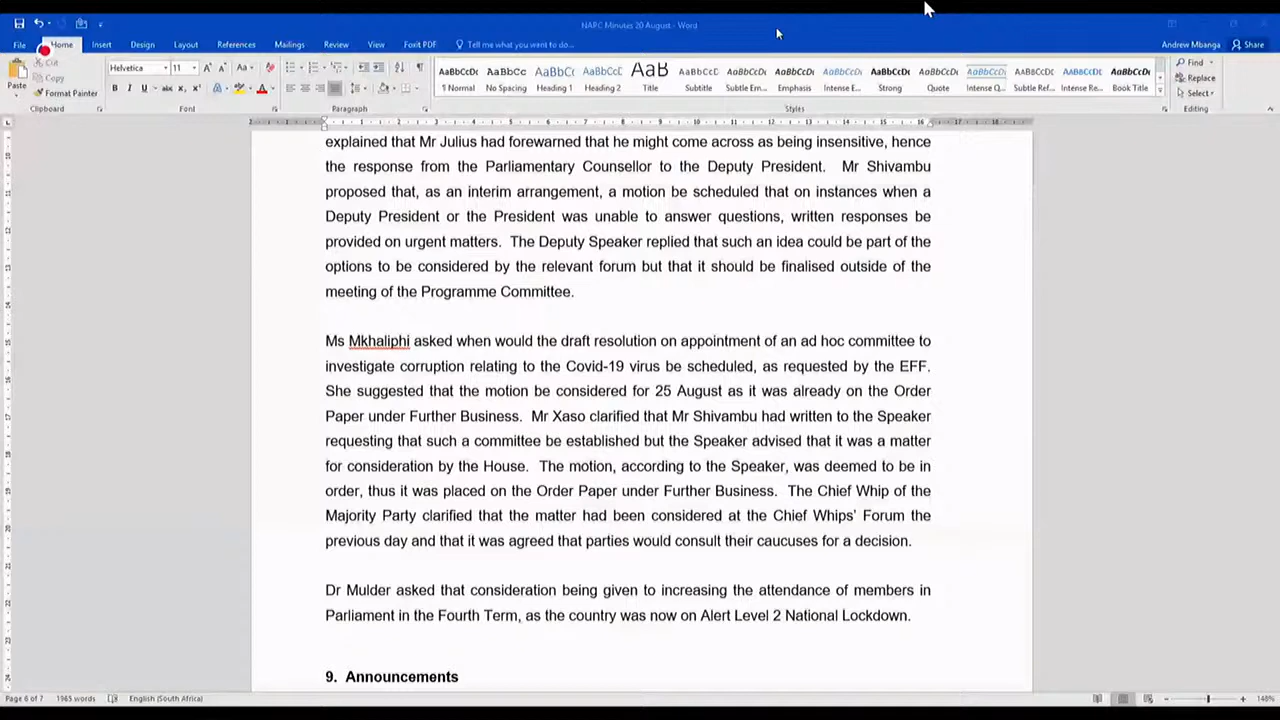 NAPC Minutes 20 August - Word
File Home Insert Design Layout References Mailings Review View Foxit PDF Tell me what you want to do... Andrew Mbanga Share
Cut
Copy
Format Painter
Paste
Clipboard
Helvetica 11
Font
Paragraph
AaBbCcDc AaBbCc AaBbCc AaBbCcDc AaB AaBbCcD AaBbCcDc AaBbCcDc AaBbCcDc AaBbCcDc AaBbCcDc AaBbCcDc AaBbCcDc AaBbCcDc AaBbCcDc
1 Normal No Spacing Heading 1 Heading 2 Title Subtitle Subtle Em... Emphasis Intense E... Strong Quote Intense Q... Subtle Ref... Intense Re... Book Title
Styles
Find
Replace
Select
Editing
explained that Mr Julius had forewarned that he might come across as being insensitive, hence
the response from the Parliamentary Counsellor to the Deputy President. Mr Shivambu
proposed that, as an interim arrangement, a motion be scheduled that on instances when a
Deputy President or the President was unable to answer questions, written responses be
provided on urgent matters. The Deputy Speaker replied that such an idea could be part of the
options to be considered by the relevant forum but that it should be finalised outside of the
meeting of the Programme Committee.
Ms Mkhaliphi asked when would the draft resolution on appointment of an ad hoc committee to
investigate corruption relating to the Covid-19 virus be scheduled, as requested by the EFF.
She suggested that the motion be considered for 25 August as it was already on the Order
Paper under Further Business. Mr Xaso clarified that Mr Shivambu had written to the Speaker
requesting that such a committee be established but the Speaker advised that it was a matter
for consideration by the House. The motion, according to the Speaker, was deemed to be in
order, thus it was placed on the Order Paper under Further Business. The Chief Whip of the
Majority Party clarified that the matter had been considered at the Chief Whips' Forum the
previous day and that it was agreed that parties would consult their caucuses for a decision.
Dr Mulder asked that consideration being given to increasing the attendance of members in
Parliament in the Fourth Term, as the country was now on Alert Level 2 National Lockdown.
9. Announcements
Page 6 of 7 1965 words English (South Africa) 148%